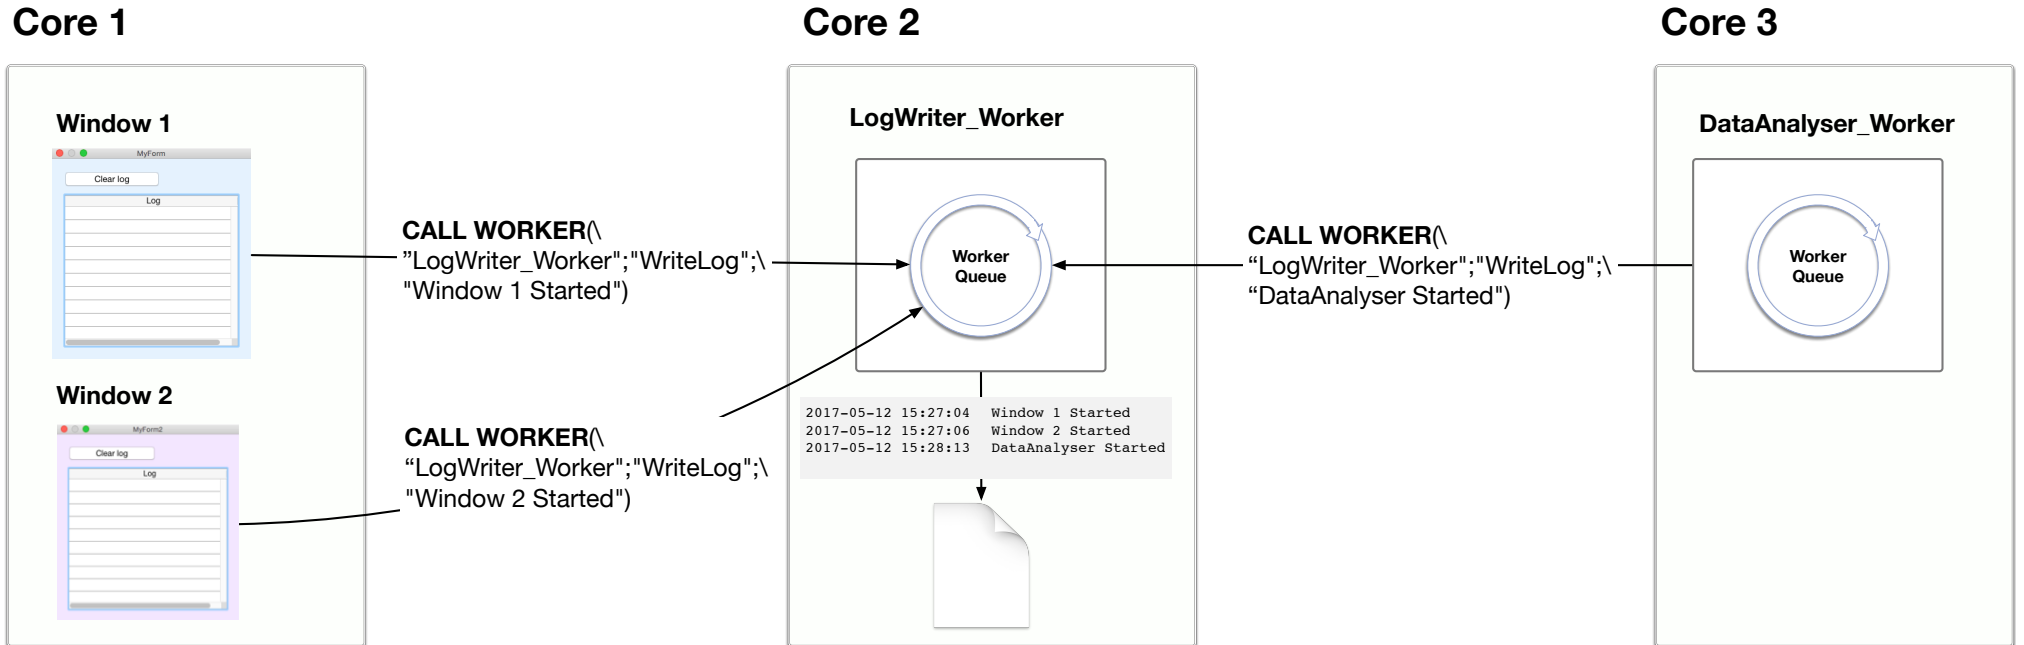 Core 1
Core 2
Core 3
Window 1
MyForm
Clear log
Log
CALL WORKER(\
”LogWriter_Worker";"WriteLog";\
"Window 1 Started")
Window 2
MyForm2
Clear log
Log
CALL WORKER(\
“LogWriter_Worker";"WriteLog";\
"Window 2 Started")
LogWriter_Worker
Worker
Queue
2017-05-12 15:27:04 Window 1 Started
2017-05-12 15:27:06 Window 2 Started
2017-05-12 15:28:13 DataAnalyser Started
CALL WORKER(\
“LogWriter_Worker";"WriteLog";\
“DataAnalyser Started")
DataAnalyser_Worker
Worker
Queue